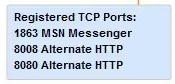 Registered TCP Ports:
1863 MSN Messenger
8008 Alternate HTTP
8080 Alternate HTTP